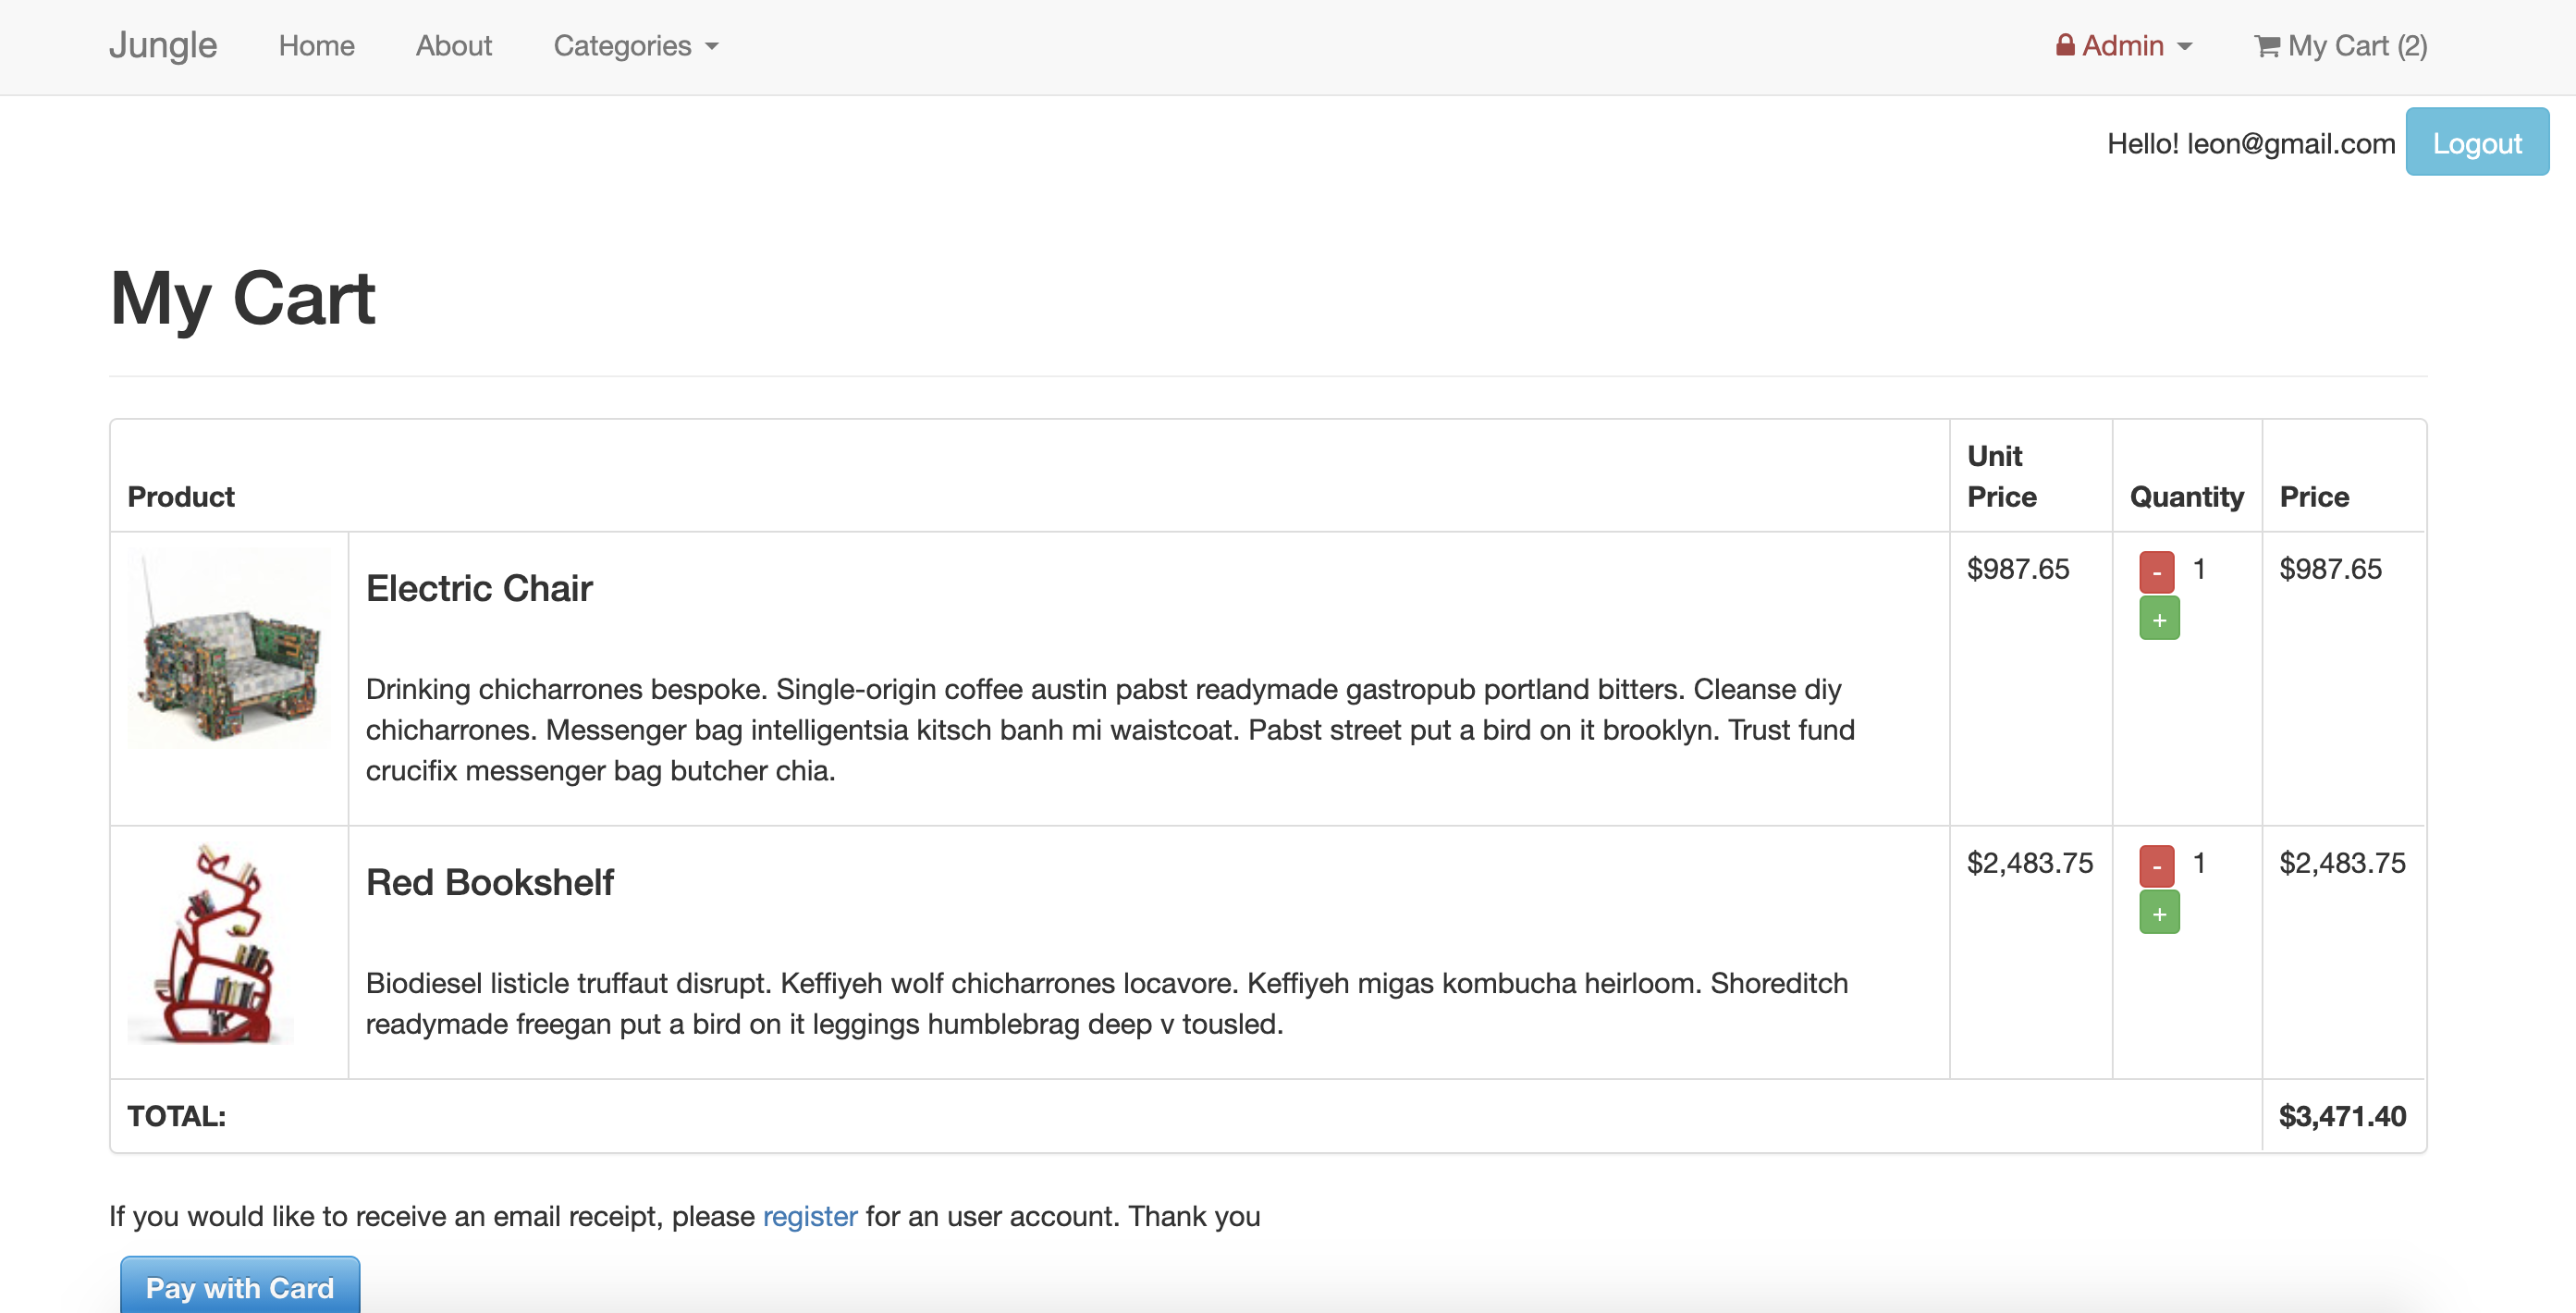 Jungle Home About Categories Admin My Cart (2)
Hello! leon@gmail.com Logout
My Cart
Product Unit Price Quantity Price
Electric Chair $987.65 - 1 + $987.65
Drinking chicharrones bespoke. Single-origin coffee austin pabst readymade gastropub portland bitters. Cleanse diy
chicharrones. Messenger bag intelligentsia kitsch banh mi waistcoat. Pabst street put a bird on it brooklyn. Trust fund
crucifix messenger bag butcher chia.
Red Bookshelf $2,483.75 - 1 + $2,483.75
Biodiesel listicle truffaut disrupt. Keffiyeh wolf chicharrones locavore. Keffiyeh migas kombucha heirloom. Shoreditch
readymade freegan put a bird on it leggings humblebrag deep v tousled.
TOTAL: $3,471.40
If you would like to receive an email receipt, please register for an user account. Thank you
Pay with Card